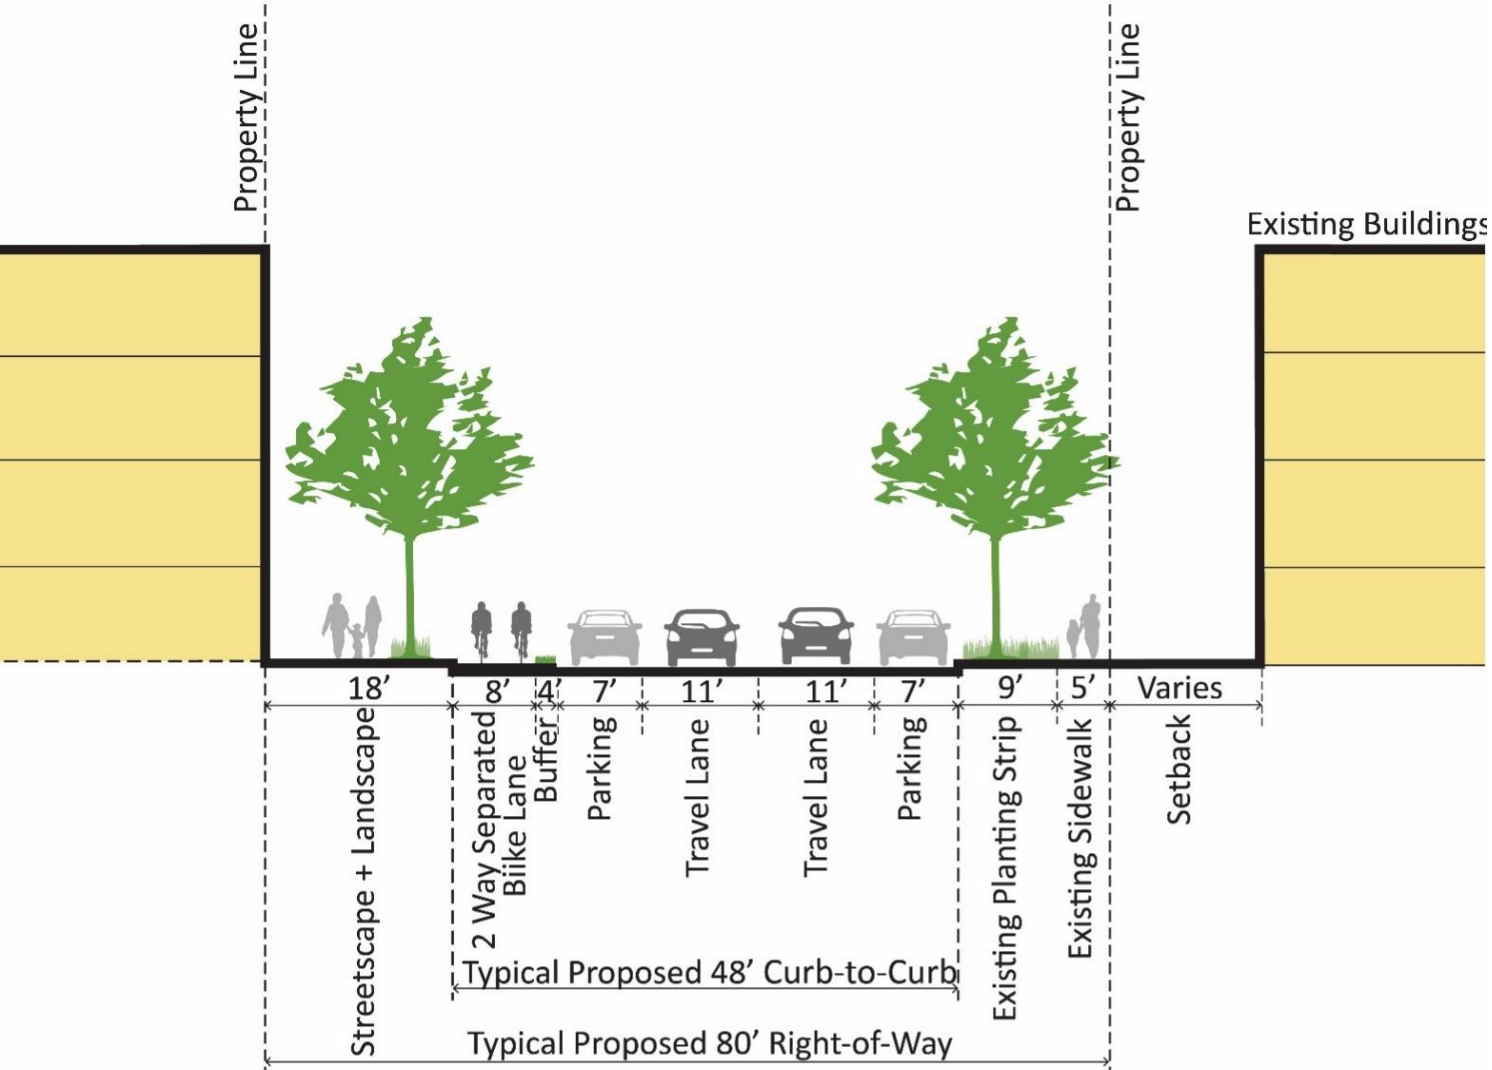 Property Line
Property Line
Existing Buildings
18’
8’
4’
7’
11’
11’
7’
9’
5’
Varies
Streetscape + Landscape
2 Way Separated
Biike Lane
Buffer
Parking
Travel Lane
Travel Lane
Parking
Existing Planting Strip
Existing Sidewalk
Setback
Typical Proposed 48’ Curb-to-Curb
Typical Proposed 80’ Right-of-Way